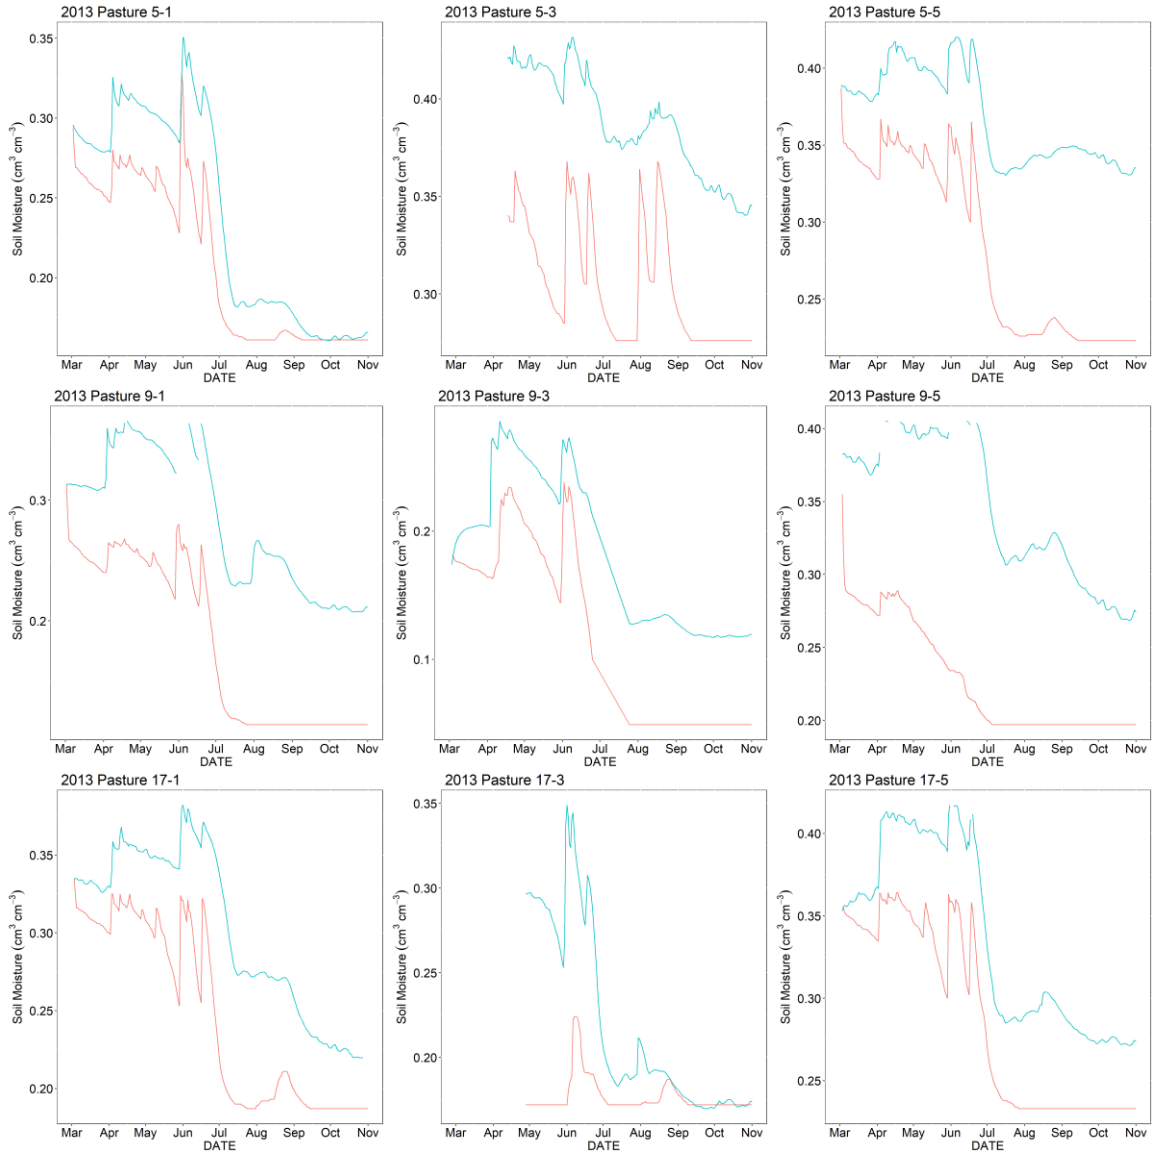 2013 Pasture 5-1
Soil Moisture (cm³ cm⁻³)
0.35
0.30
0.25
0.20
Mar Apr May Jun Jul Aug Sep Oct Nov
DATE
2013 Pasture 5-3
Soil Moisture (cm³ cm⁻³)
0.40
0.35
0.30
Mar Apr May Jun Jul Aug Sep Oct Nov
DATE
2013 Pasture 5-5
Soil Moisture (cm³ cm⁻³)
0.40
0.35
0.30
0.25
Mar Apr May Jun Jul Aug Sep Oct Nov
DATE
2013 Pasture 9-1
Soil Moisture (cm³ cm⁻³)
0.3
0.2
Mar Apr May Jun Jul Aug Sep Oct Nov
DATE
2013 Pasture 9-3
Soil Moisture (cm³ cm⁻³)
0.2
0.1
Mar Apr May Jun Jul Aug Sep Oct Nov
DATE
2013 Pasture 9-5
Soil Moisture (cm³ cm⁻³)
0.40
0.35
0.30
0.25
0.20
Mar Apr May Jun Jul Aug Sep Oct Nov
DATE
2013 Pasture 17-1
Soil Moisture (cm³ cm⁻³)
0.35
0.30
0.25
0.20
Mar Apr May Jun Jul Aug Sep Oct Nov
DATE
2013 Pasture 17-3
Soil Moisture (cm³ cm⁻³)
0.35
0.30
0.25
0.20
Mar Apr May Jun Jul Aug Sep Oct Nov
DATE
2013 Pasture 17-5
Soil Moisture (cm³ cm⁻³)
0.40
0.35
0.30
0.25
Mar Apr May Jun Jul Aug Sep Oct Nov
DATE